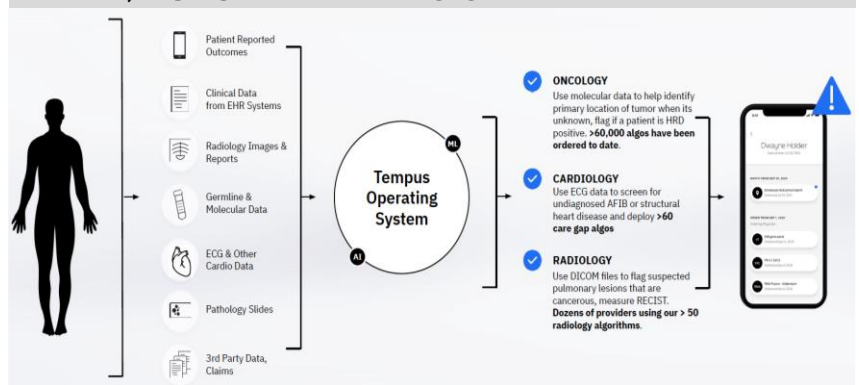 Patient Reported
Outcomes
Clinical Data
from EHR Systems
Radiology Images &
Reports
Germline &
Molecular Data
ECG & Other
Cardio Data
Pathology Slides
3rd Party Data,
Claims
ML
Tempus
Operating
System
AI
ONCOLOGY
Use molecular data to help identify
primary location of tumor when its
unknown, flag if a patient is HRD
positive. >60,000 algos have been
ordered to date.
CARDIOLOGY
Use ECG data to screen for
undiagnosed AFIB or structural
heart disease and deploy >60
care gap algos
RADIOLOGY
Use DICOM files to flag suspected
pulmonary lesions that are
cancerous, measure RECIST.
Dozens of providers using our > 50
radiology algorithms.
Dwayne Holder